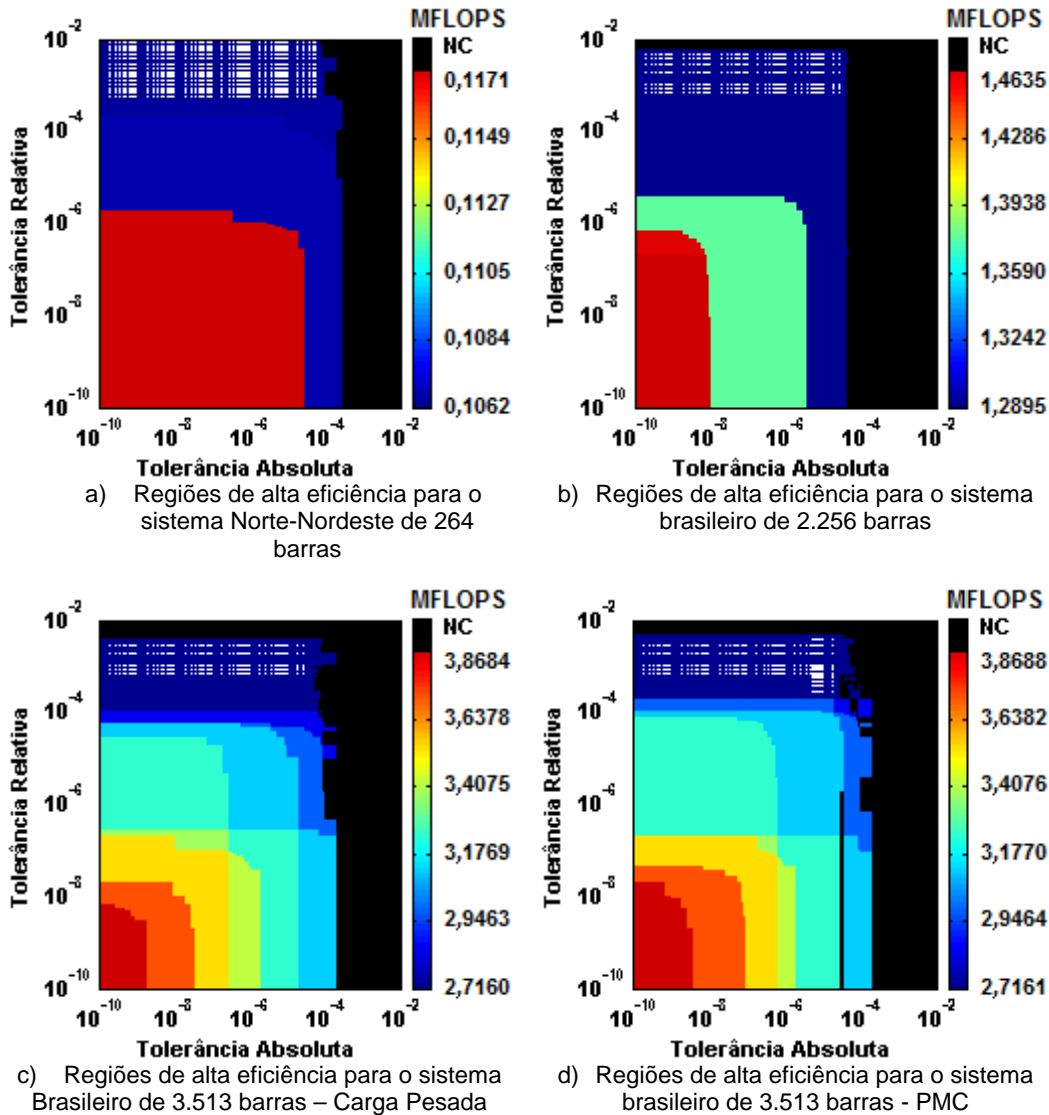 MFLOPS
NC
10^-2
0,1171
10^-4
0,1149
0,1127
10^-6
0,1105
10^-8
0,1084
10^-10
0,1062
Tolerância Relativa
10^-10 10^-8 10^-6 10^-4 10^-2
Tolerância Absoluta
a) Regiões de alta eficiência para o
sistema Norte-Nordeste de 264
barras
MFLOPS
NC
10^-2
1,4635
10^-4
1,4286
1,3938
10^-6
1,3590
10^-8
1,3242
10^-10
1,2895
Tolerância Relativa
10^-10 10^-8 10^-6 10^-4 10^-2
Tolerância Absoluta
b) Regiões de alta eficiência para o sistema
brasileiro de 2.256 barras
MFLOPS
NC
10^-2
3,8684
10^-4
3,6378
3,4075
10^-6
3,1769
10^-8
2,9463
10^-10
2,7160
Tolerância Relativa
10^-10 10^-8 10^-6 10^-4 10^-2
Tolerância Absoluta
c) Regiões de alta eficiência para o sistema
Brasileiro de 3.513 barras – Carga Pesada
MFLOPS
NC
10^-2
3,8688
10^-4
3,6382
3,4076
10^-6
3,1770
10^-8
2,9464
10^-10
2,7161
Tolerância Relativa
10^-10 10^-8 10^-6 10^-4 10^-2
Tolerância Absoluta
d) Regiões de alta eficiência para o sistema
brasileiro de 3.513 barras - PMC